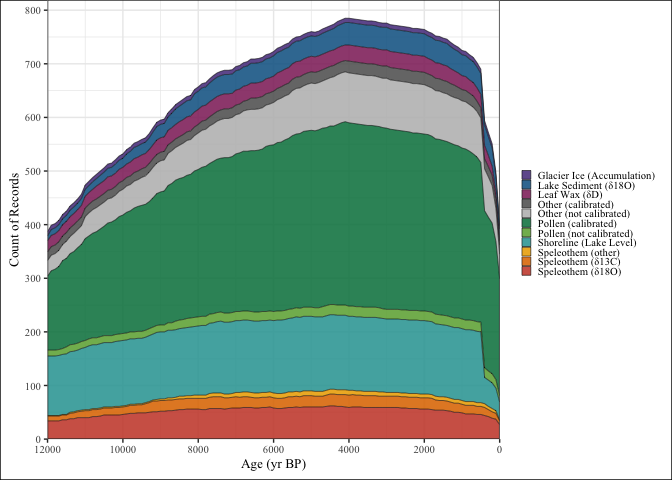 800
700
600
500
400
300
200
100
0
Count of Records
12000 10000 8000 6000 4000 2000 0
Age (yr BP)
Glacier Ice (Accumulation)
Lake Sediment (δ18O)
Leaf Wax (δD)
Other (calibrated)
Other (not calibrated)
Pollen (calibrated)
Pollen (not calibrated)
Shoreline (Lake Level)
Speleothem (other)
Speleothem (δ13C)
Speleothem (δ18O)